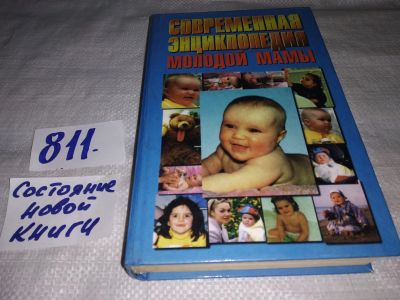 СОВРЕМЕННАЯ
ЭНЦИКЛОПЕДИЯ
МОЛОДОЙ МАМЫ
811-
Состояние
новой
книги